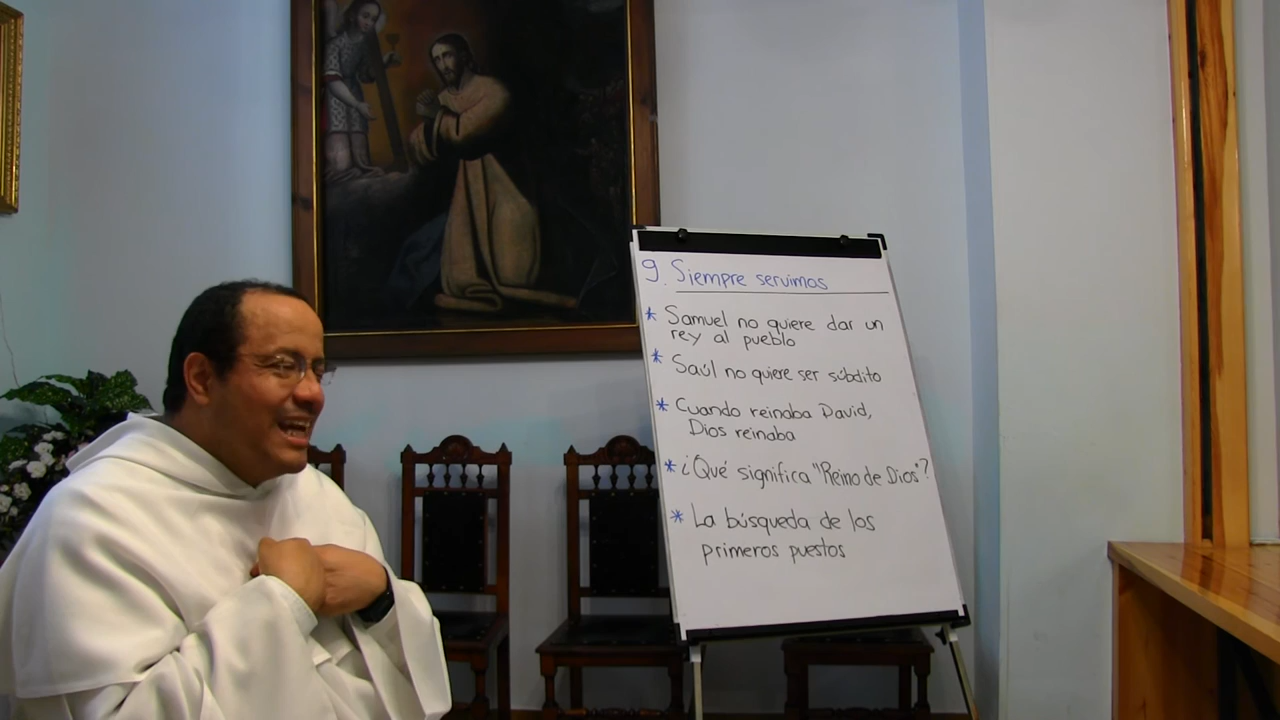 9. Siempre servimos
* Samuel no quiere dar un
rey al pueblo
* Saúl no quiere ser súbdito
* Cuando reinaba David,
Dios reinaba
* ¿Qué significa "Reino de Dios"?
* La búsqueda de los
primeros puestos